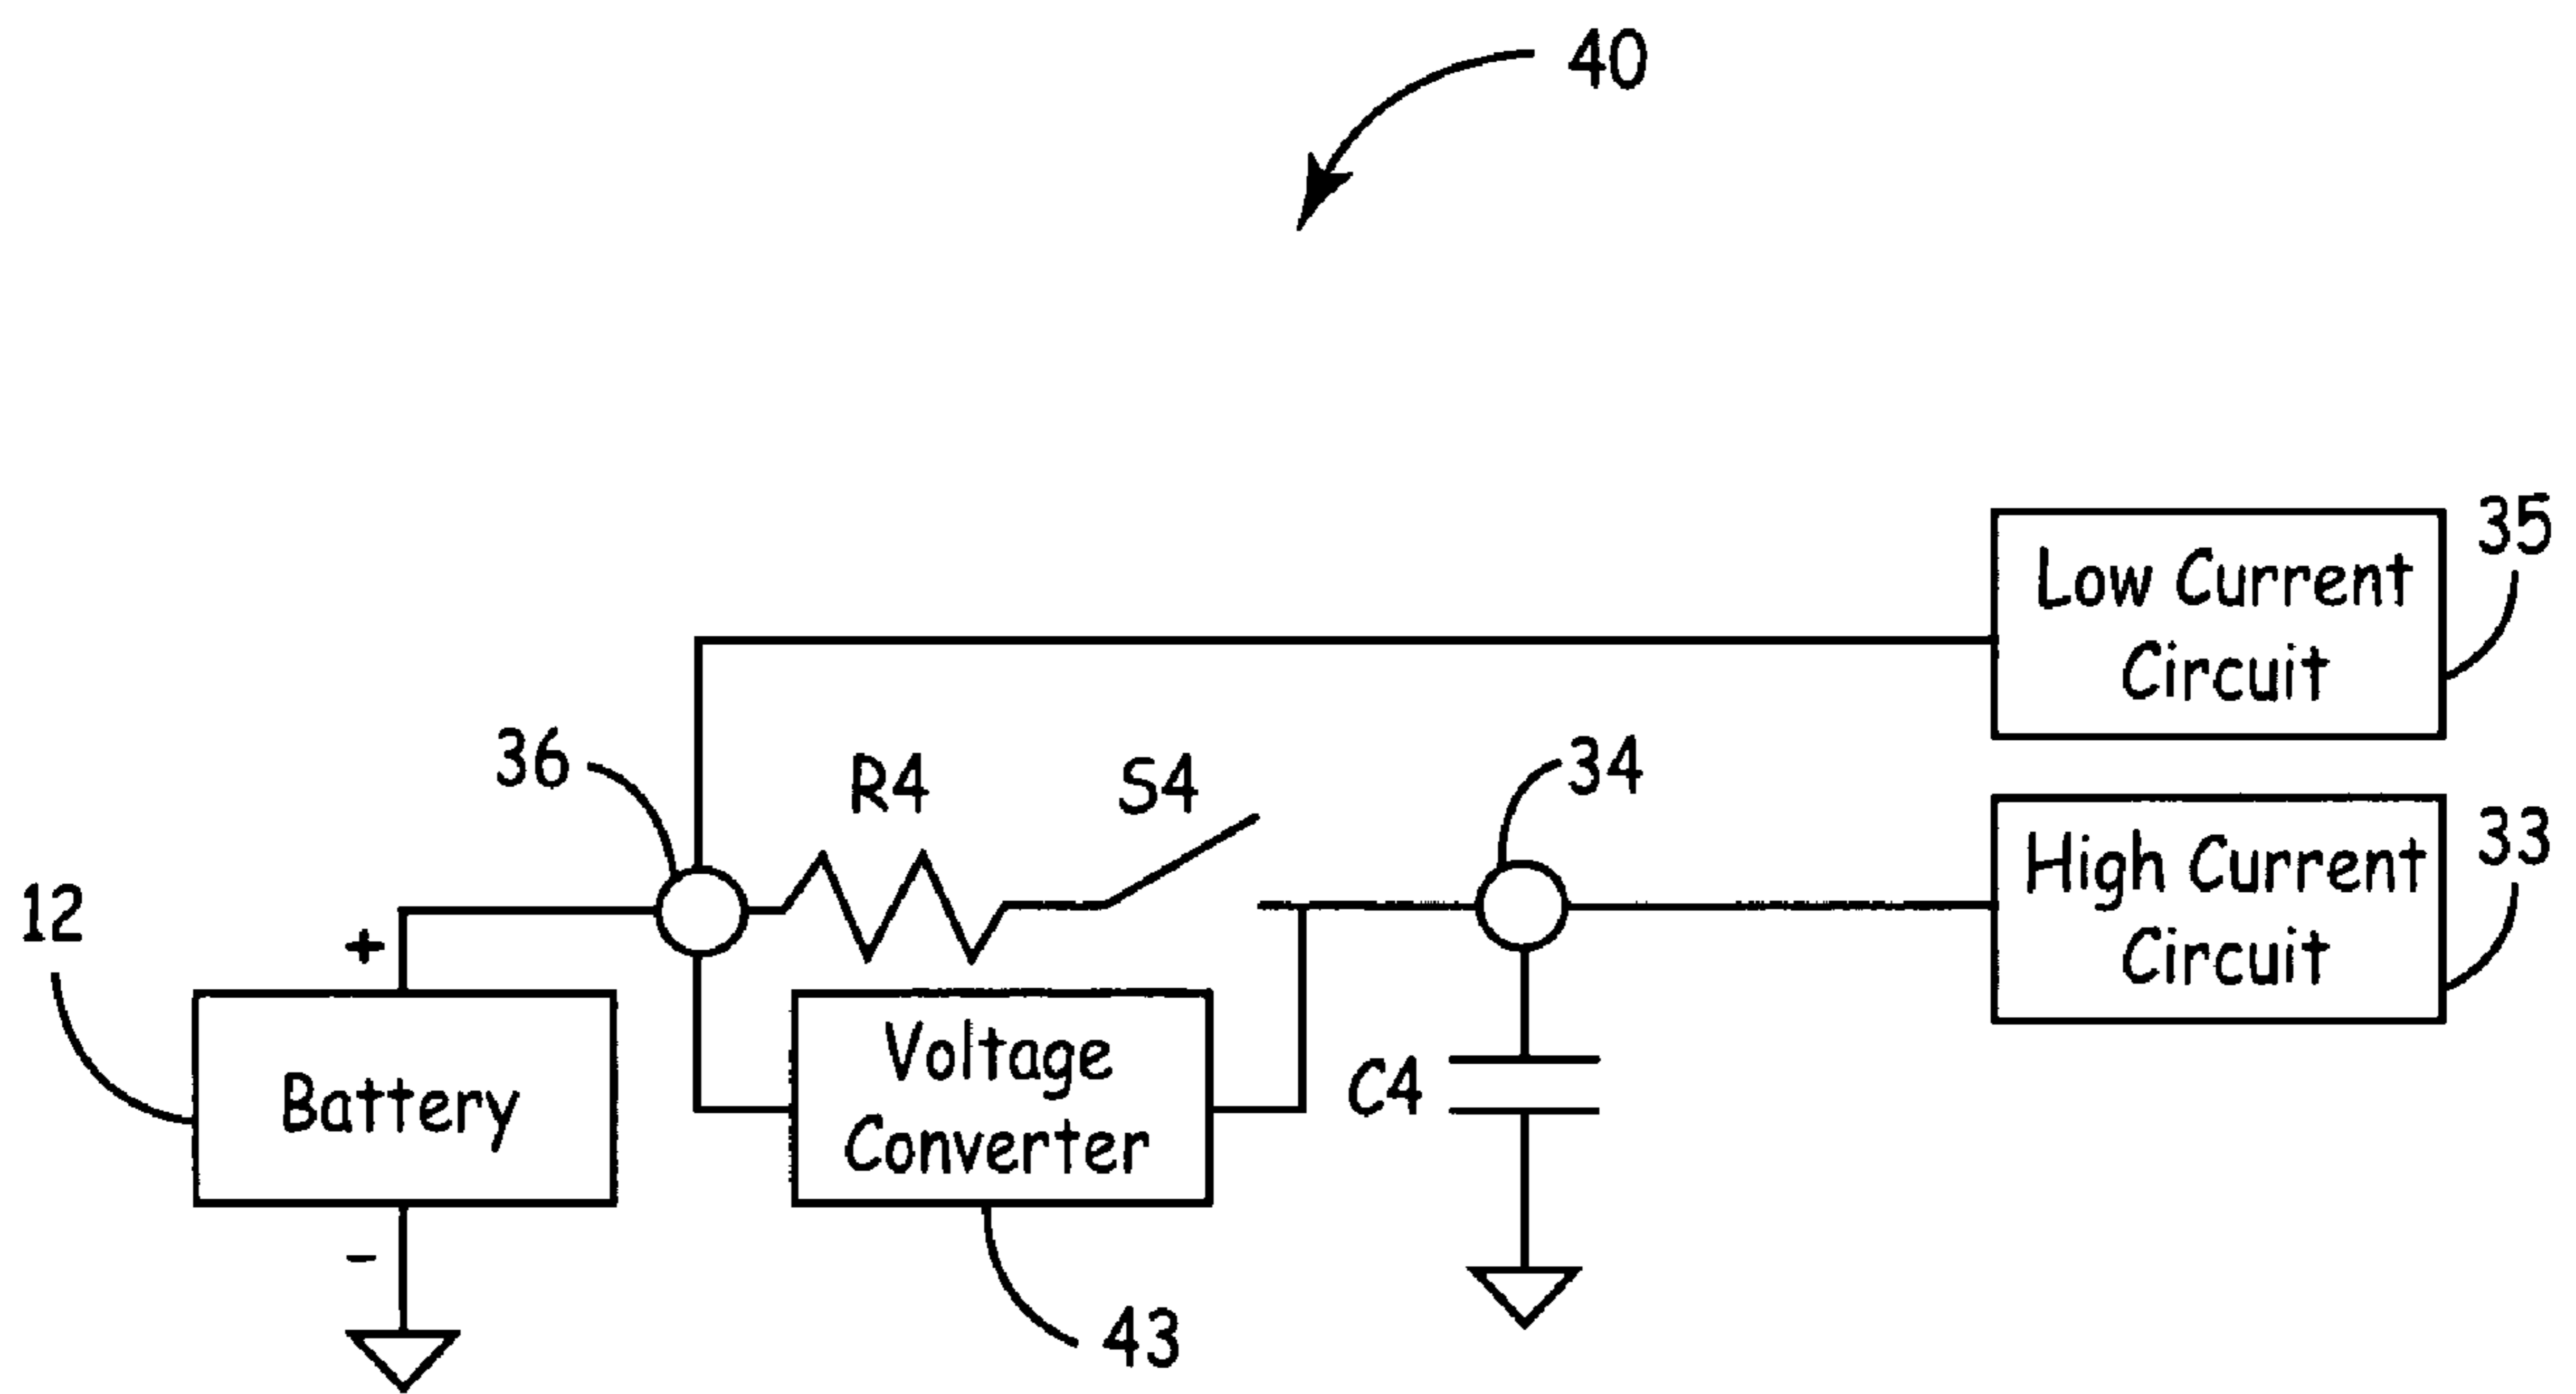 40
35
Low Current
Circuit
36
R4
S4
34
High Current
Circuit
33
12
+
Battery
-
Voltage
Converter
C4
43